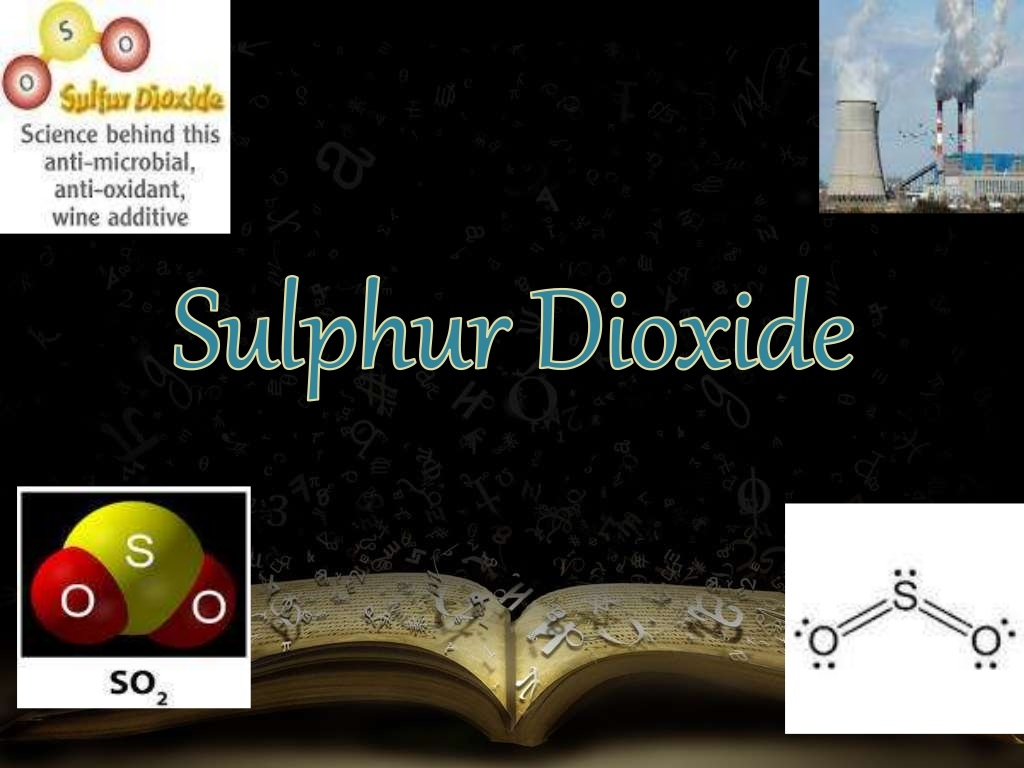 S
O
O
Sulfur Dioxide
Science behind this
anti-microbial,
anti-oxidant,
wine additive
Sulphur Dioxide
S
O
O
SO₂
S
O
O